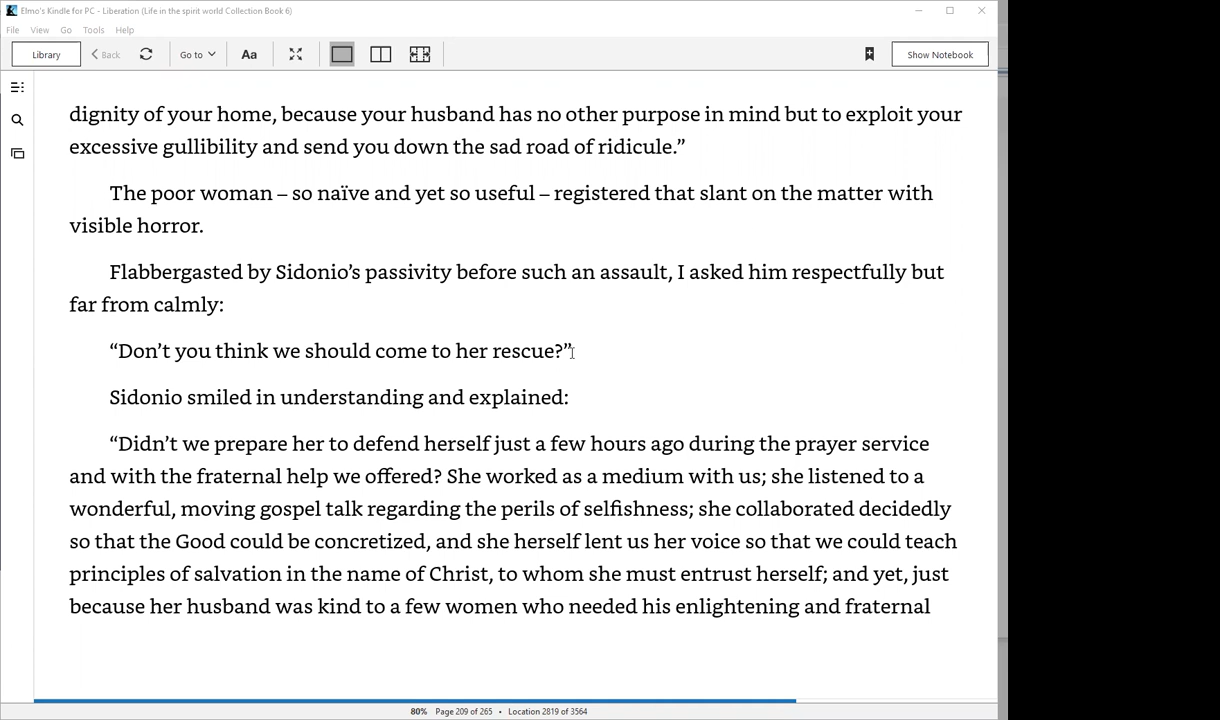 Elmo's Kindle for PC - Liberation (Life in the spirit world Collection Book 6)
File View Go Tools Help
Library Back Go to Aa Show Notebook
dignity of your home, because your husband has no other purpose in mind but to exploit your
excessive gullibility and send you down the sad road of ridicule.”
The poor woman – so naïve and yet so useful – registered that slant on the matter with
visible horror.
Flabbergasted by Sidonio’s passivity before such an assault, I asked him respectfully but
far from calmly:
“Don’t you think we should come to her rescue?”
Sidonio smiled in understanding and explained:
“Didn’t we prepare her to defend herself just a few hours ago during the prayer service
and with the fraternal help we offered? She worked as a medium with us; she listened to a
wonderful, moving gospel talk regarding the perils of selfishness; she collaborated decidedly
so that the Good could be concretized, and she herself lent us her voice so that we could teach
principles of salvation in the name of Christ, to whom she must entrust herself; and yet, just
because her husband was kind to a few women who needed his enlightening and fraternal
80% Page 209 of 265 • Location 2819 of 3564